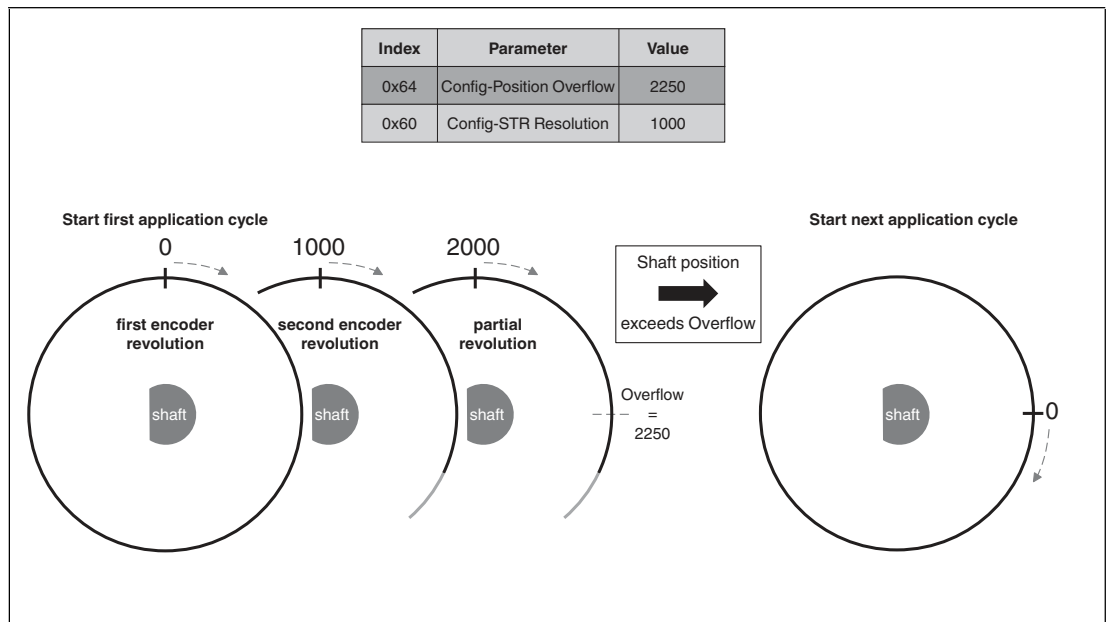 Index Parameter Value
0x64 Config-Position Overflow 2250
0x60 Config-STR Resolution 1000
Start first application cycle
0
1000
2000
first encoder
revolution
second encoder
revolution
partial
revolution
shaft
shaft
shaft
Overflow
=
2250
Shaft position
exceeds Overflow
Start next application cycle
shaft
0